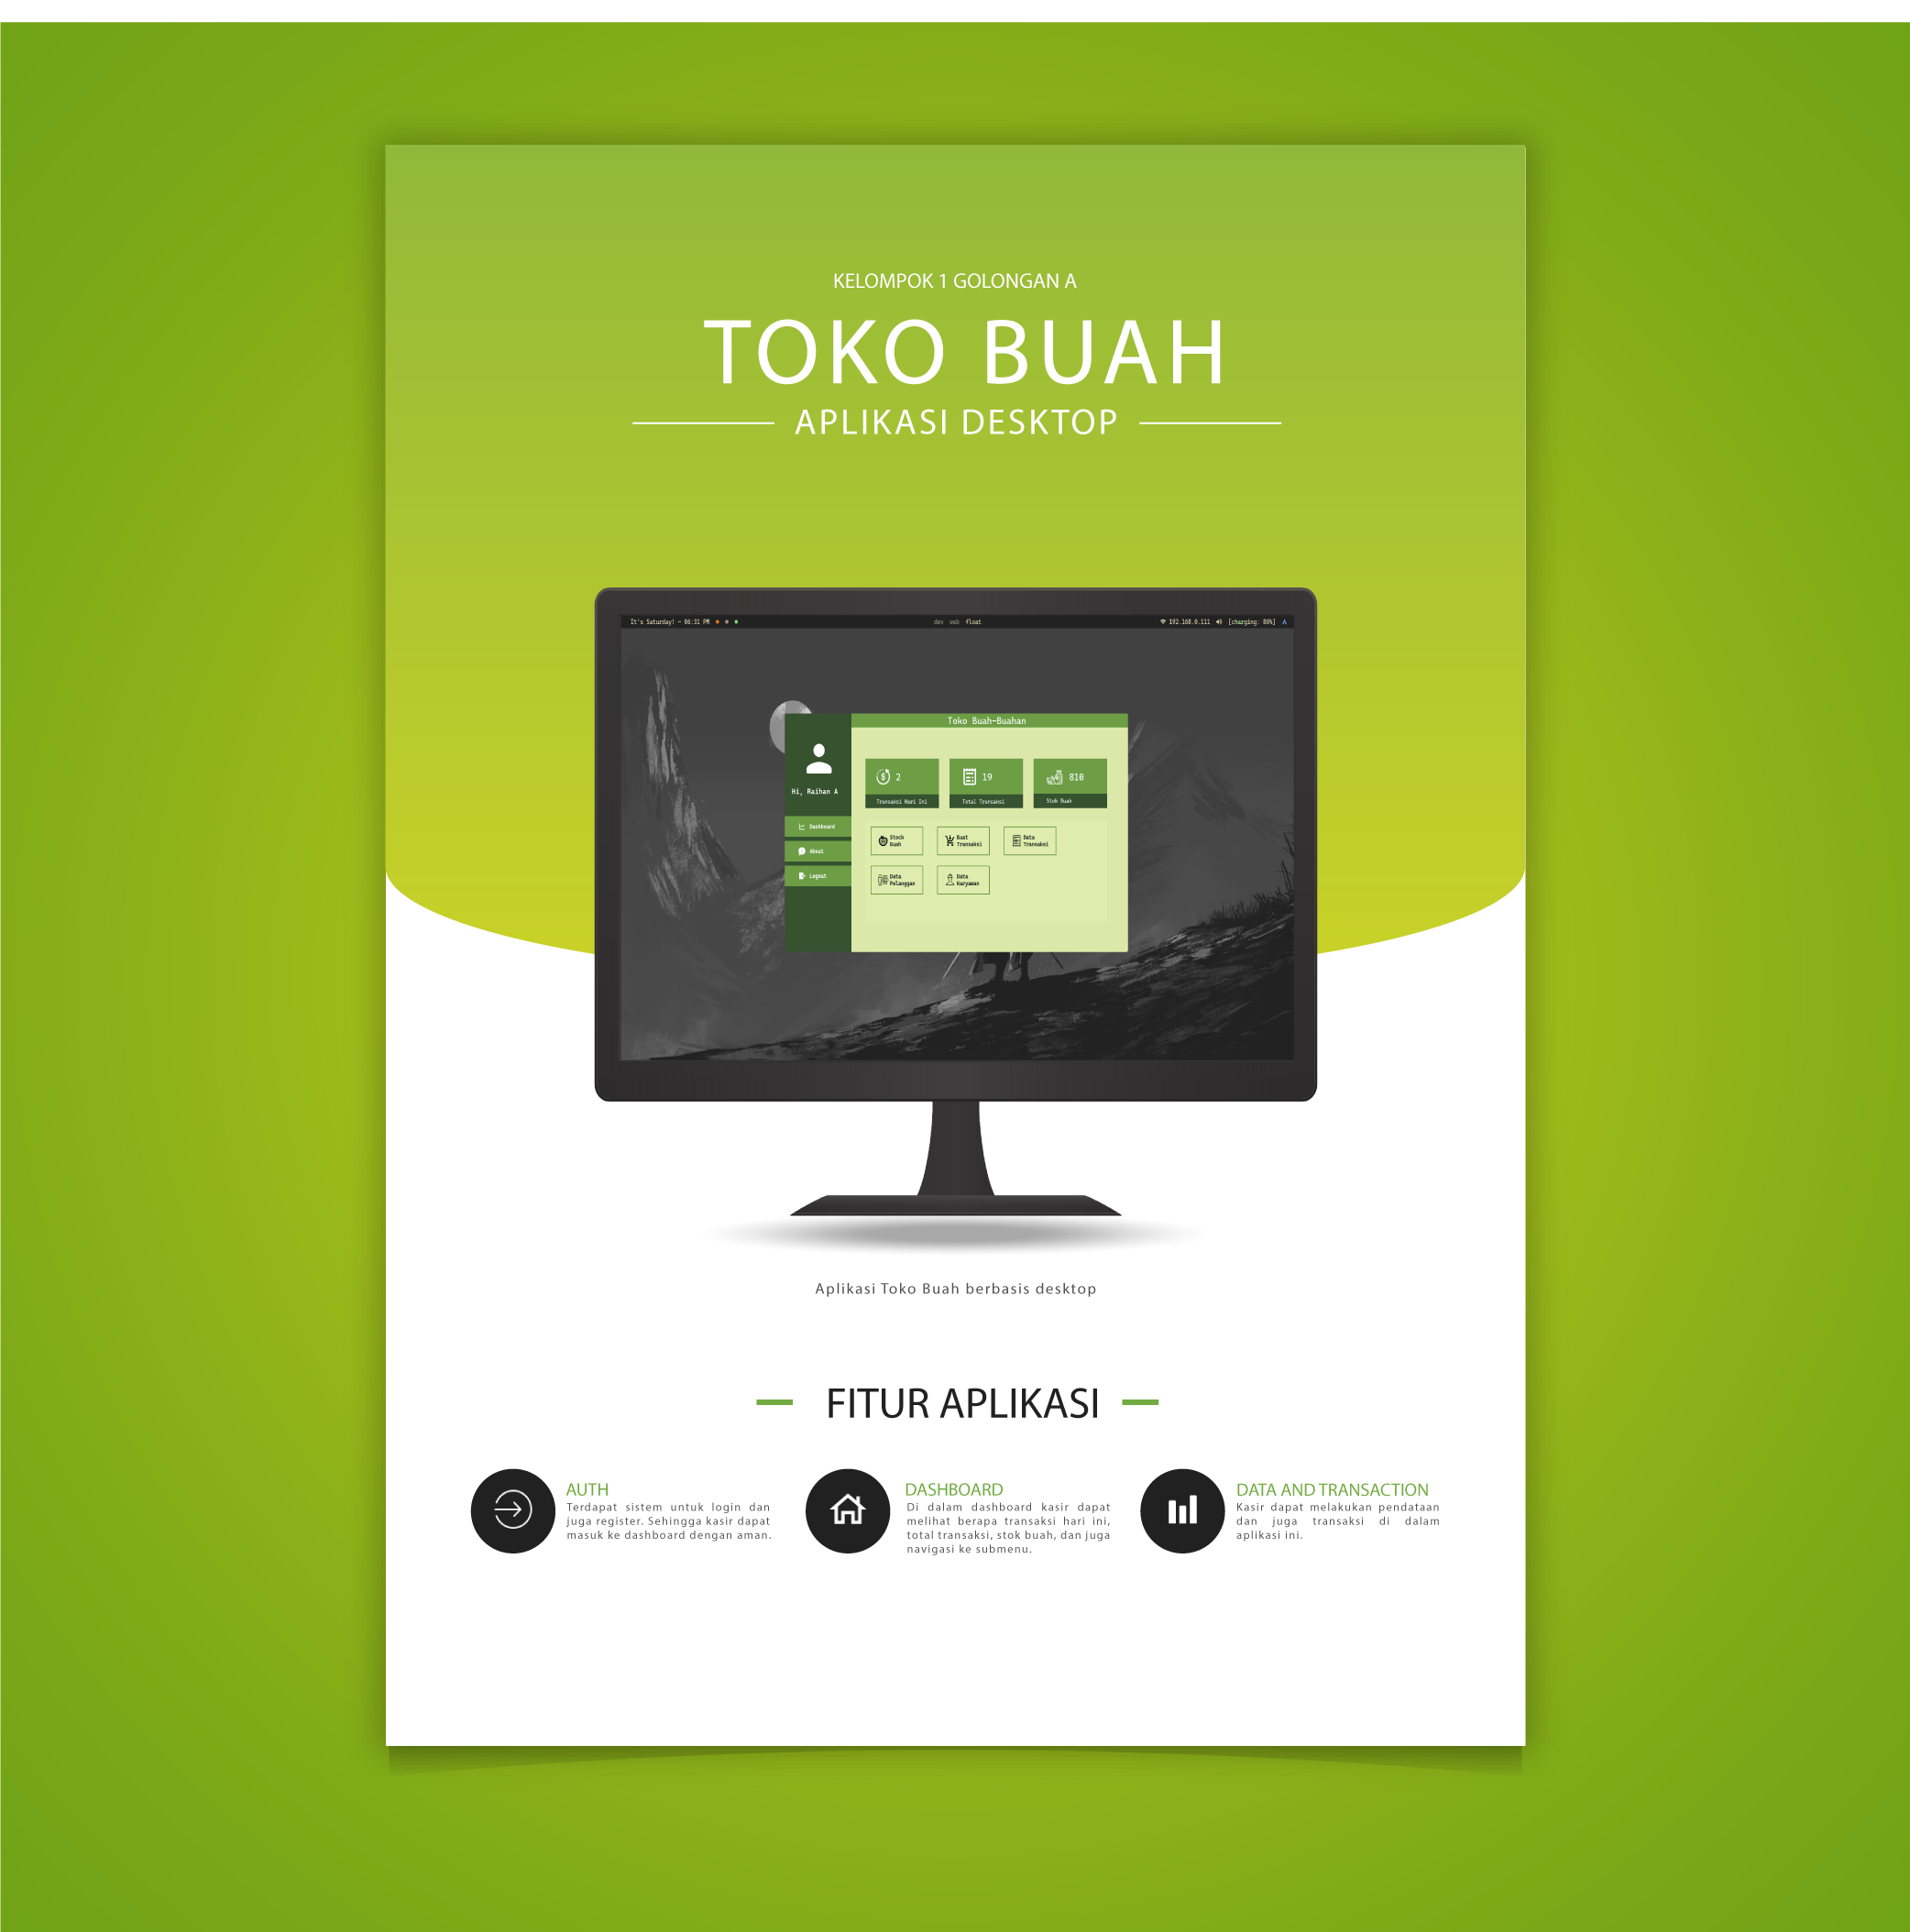 KELOMPOK 1 GOLONGAN A
TOKO BUAH
APLIKASI DESKTOP
It's Saturday! - 06:31 PM
dev web float
192.168.0.111 [charging: 80%]
Toko Buah-Buahan
Hi, Raihan A
Dashboard
About
Logout
2
Transaksi Hari Ini
19
Total Transaksi
810
Stok Buah
Stock
Buah
Buat
Transaksi
Data
Transaksi
Data
Pelanggan
Data
Karyawan
Aplikasi Toko Buah berbasis desktop
FITUR APLIKASI
AUTH
Terdapat sistem untuk login dan
juga register. Sehingga kasir dapat
masuk ke dashboard dengan aman.
DASHBOARD
Di dalam dashboard kasir dapat
melihat berapa transaksi hari ini,
total transaksi, stok buah, dan juga
navigasi ke submenu.
DATA AND TRANSACTION
Kasir dapat melakukan pendataan
dan juga transaksi di dalam
aplikasi ini.